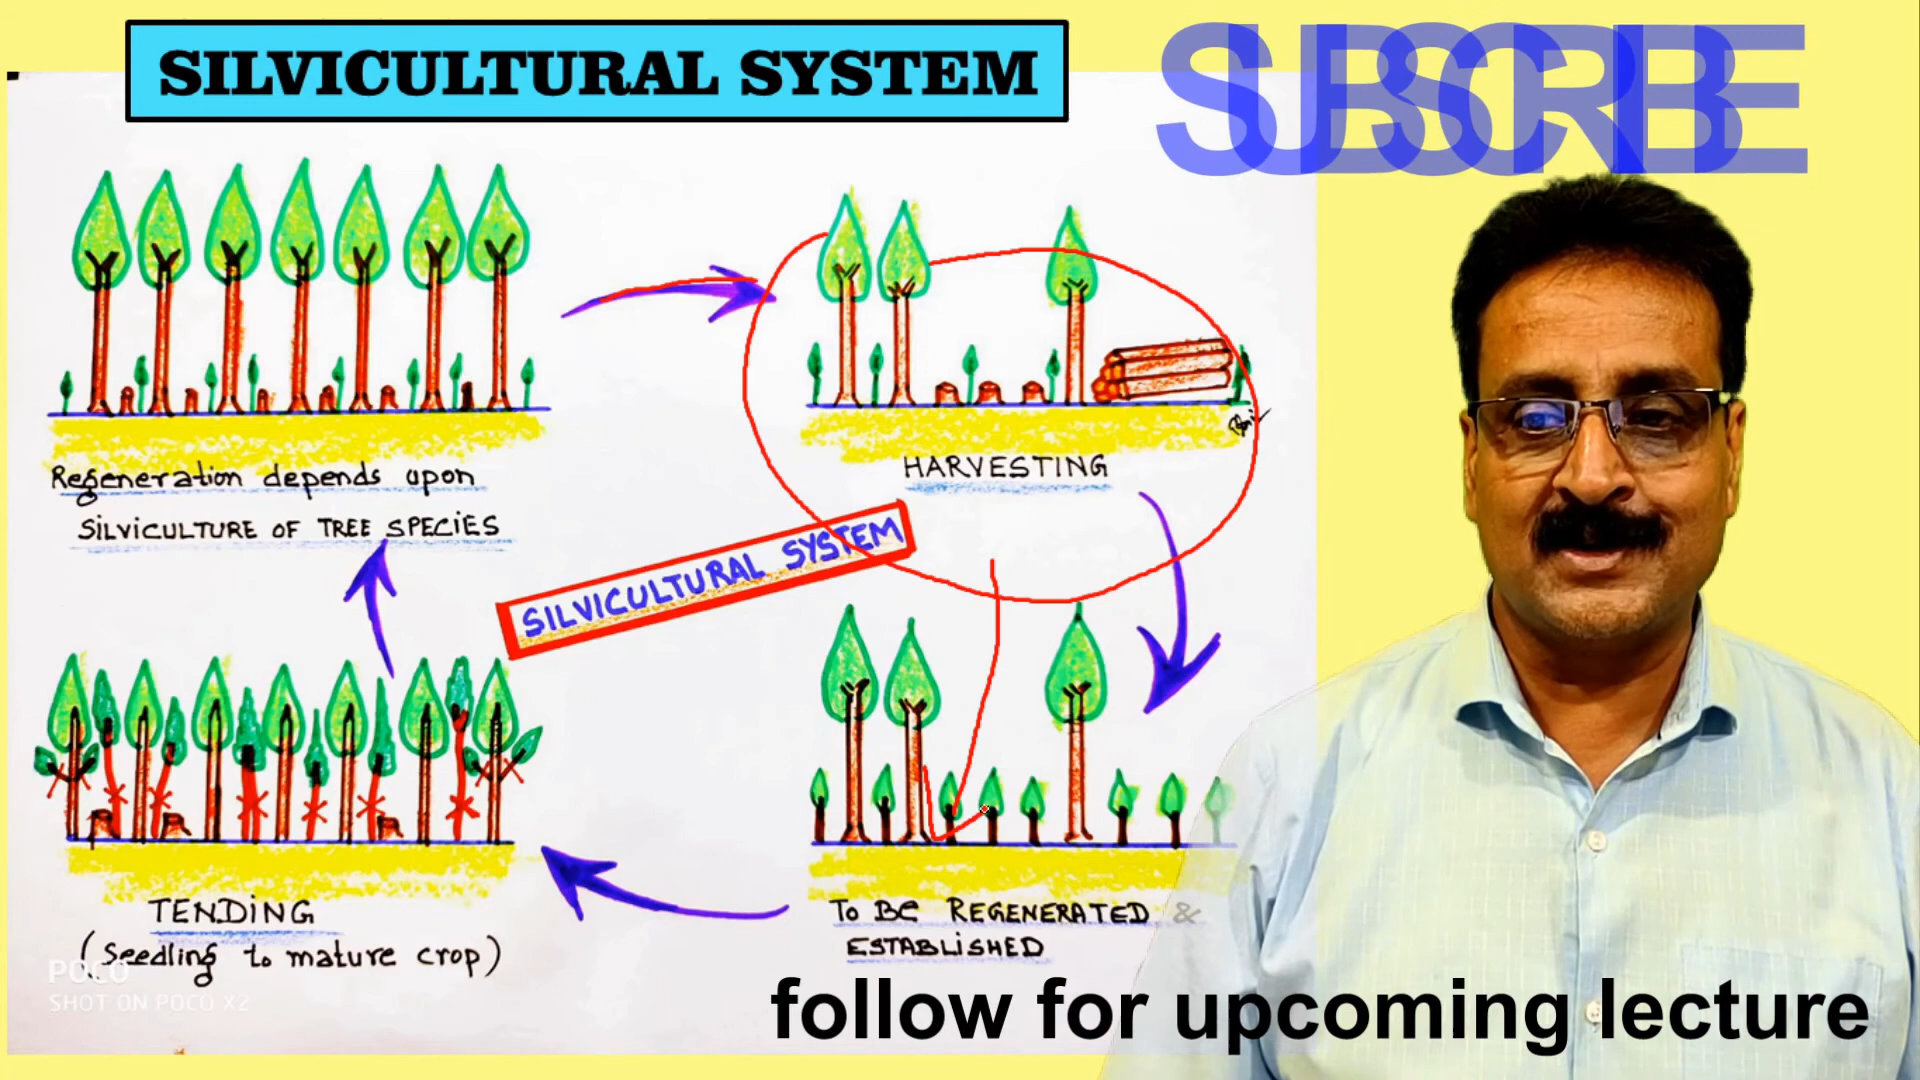 SILVICULTURAL SYSTEM
SUBSCRIBE
Regeneration depends upon
SILVICULTURE OF TREE SPECIES
HARVESTING
SILVICULTURAL SYSTEM
TENDING
(Seedling to mature crop)
TO BE REGENERATED &
ESTABLISHED
POCO
SHOT ON POCO X2
follow for upcoming lecture